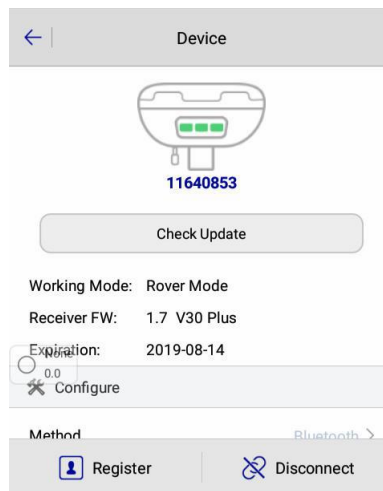 Device
11640853
Check Update
Working Mode: Rover Mode
Receiver FW: 1.7 V30 Plus
Expiration: 2019-08-14
None
0.0
Configure
Method Bluetooth >
Register Disconnect